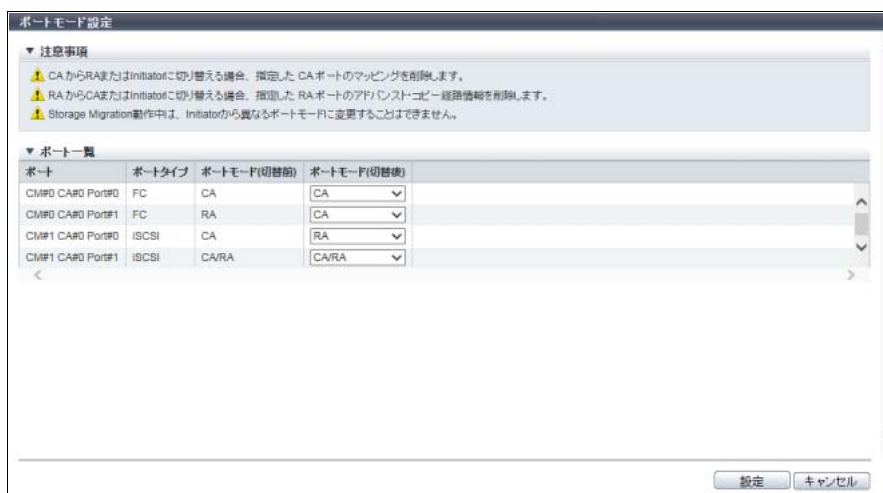 ポートモード設定
▼ 注意事項
CAからRAまたはInitiatorに切り替える場合、指定した CAポートのマッピングを削除します。
RAからCAまたはInitiatorに切り替える場合、指定した RAポートのアドバンスト・コピー経路情報を削除します。
Storage Migration動作中は、Initiatorから異なるポートモードに変更することはできません。
▼ ポート一覧
ポート ポートタイプ ポートモード(切替前) ポートモード(切替後)
CM#0 CA#0 Port#0 FC CA CA
CM#0 CA#0 Port#1 FC RA CA
CM#1 CA#0 Port#0 iSCSI CA RA
CM#1 CA#0 Port#1 iSCSI CA/RA CA/RA
設定 キャンセル